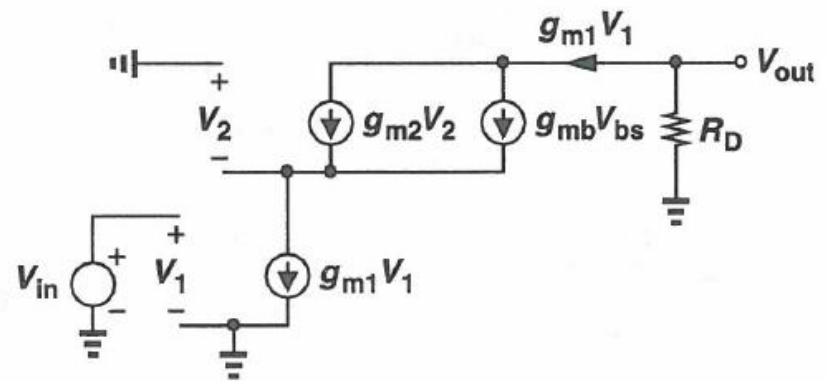 g_m1 V_1
V_out
+
V_2
g_m2 V_2
g_mb V_bs
R_D
−
+
V_in
+
V_1
g_m1 V_1
−
−